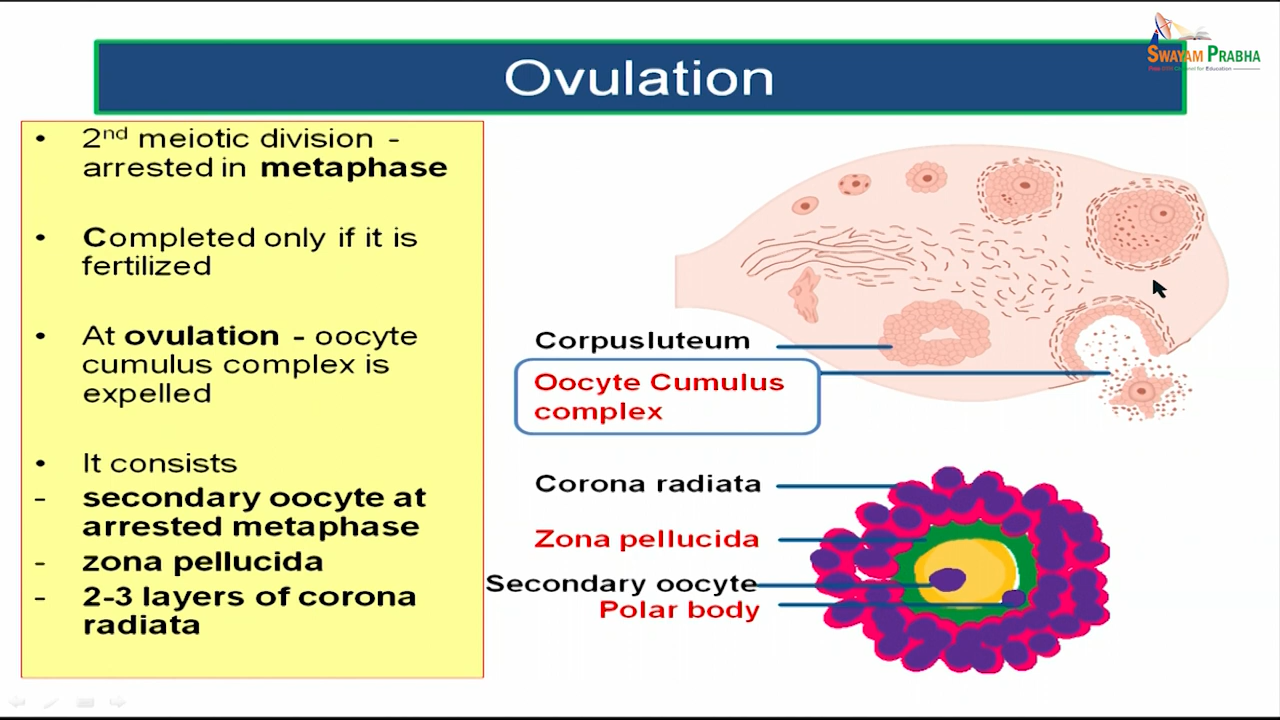 SWAYAM PRABHA
Ovulation
• 2nd meiotic division -
arrested in metaphase
• Completed only if it is
fertilized
• At ovulation - oocyte
cumulus complex is
expelled
• It consists
- secondary oocyte at
arrested metaphase
- zona pellucida
- 2-3 layers of corona
radiata
Corpusluteum
Oocyte Cumulus
complex
Corona radiata
Zona pellucida
Secondary oocyte
Polar body